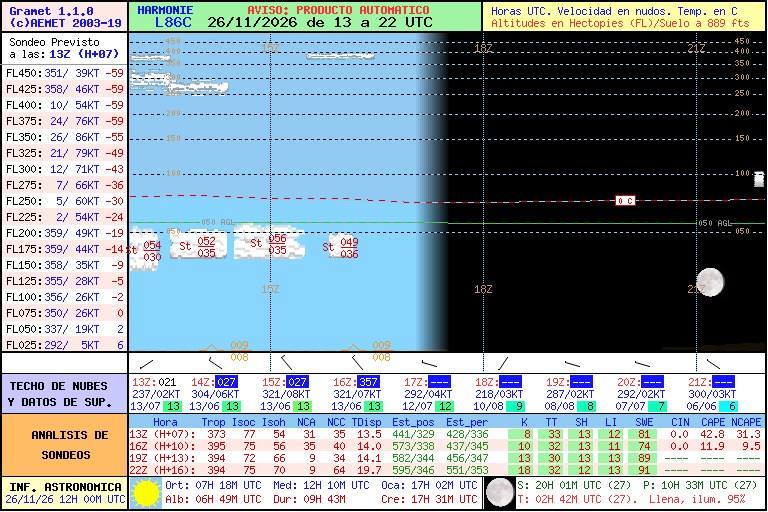 Gramet 1.1.0
(c)AEMET 2003-19
HARMONIE
L86C
AVISO: PRODUCTO AUTOMATICO
26/11/2026 de 13 a 22 UTC
Horas UTC. Velocidad en nudos. Temp. en C
Altitudes en Hectopies (FL)/Suelo a 889 fts
Sondeo Previsto
a las: 13Z (H+07)
FL450: 351/ 39KT -59
FL425: 358/ 46KT -59
FL400: 10/ 54KT -59
FL375: 24/ 76KT -59
FL350: 26/ 86KT -55
FL325: 21/ 79KT -49
FL300: 12/ 71KT -43
FL275: 7/ 66KT -36
FL250: 5/ 60KT -30
FL225: 2/ 54KT -24
FL200: 359/ 49KT -19
FL175: 359/ 44KT -14
FL150: 358/ 35KT -9
FL125: 355/ 28KT -5
FL100: 356/ 26KT -2
FL075: 350/ 26KT 0
FL050: 337/ 19KT 2
FL025: 292/ 5KT 6
15Z 18Z 21Z
450 450
400 400
350 350
300 300
250 250
200 200
150 150
100 100
0 C
050 AGL 050 AGL
050 050
St 054
030
St 052
035
St 056
035
St 049
036
15Z 18Z 21Z
009 009
008 008
TECHO DE NUBES
Y DATOS DE SUP.
13Z: 021 14Z: 027 15Z: 027 16Z: 357 17Z: --- 18Z: --- 19Z: --- 20Z: --- 21Z: ---
237/02KT 304/06KT 311/08KT 331/07KT 292/04KT 218/03KT 287/02KT 292/02KT 300/03KT
13/07 13 13/06 13 13/06 13 13/06 13 12/07 12 10/08 9 08/07 9 07/07 7 06/06 6
ANALISIS DE
SONDEOS
Hora Trop Isoc Isoh NCA NCC TDisp Est_pos Est_per K TT SH LI SWE CIN CAPE NCAPE
13Z (H+07): 373 77 54 31 35 13.5 441/329 428/336 8 33 13 12 81 0.0 42.8 31.3
16Z (H+10): 395 56 35 40 14.0 573/338 437/345 10 32 13 11 74 0.0 11.9 9.5
19Z (H+13): 394 72 66 9 34 14.1 582/344 456/347 13 30 13 13 89 ---- ---- ----
22Z (H+16): 394 75 70 9 64 19.7 595/346 551/353 18 32 12 13 91 ---- ---- ----
INF. ASTRONOMICA
26/11/26 12H 00M UTC
Ort: 07H 18M UTC Med: 12H 10M UTC Oca: 17H 02M UTC
Alb: 06H 49M UTC Dur: 09H 43M Cre: 17H 31M UTC
S: 20H 01M UTC (27) P: 10H 33M UTC (27)
T: 02H 42M UTC (27). Llena, ilum. 95%